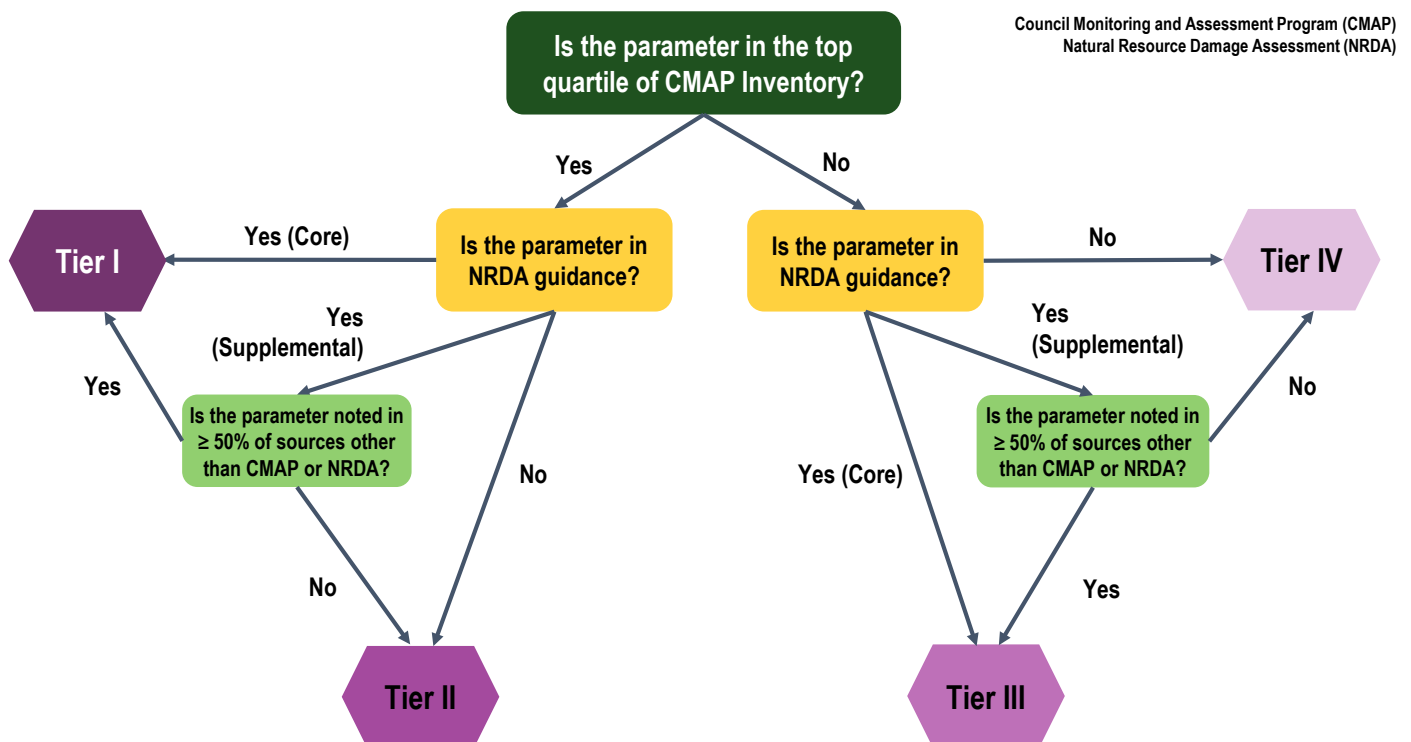 Council Monitoring and Assessment Program (CMAP)
Natural Resource Damage Assessment (NRDA)
Is the parameter in the top
quartile of CMAP Inventory?
Yes
No
Tier I
Yes (Core)
Is the parameter in
NRDA guidance?
Is the parameter in
NRDA guidance?
No
Tier IV
Yes
(Supplemental)
Yes
(Supplemental)
Yes
Is the parameter noted in
≥ 50% of sources other
than CMAP or NRDA?
No
Yes (Core)
Is the parameter noted in
≥ 50% of sources other
than CMAP or NRDA?
No
No
Yes
Tier II
Tier III